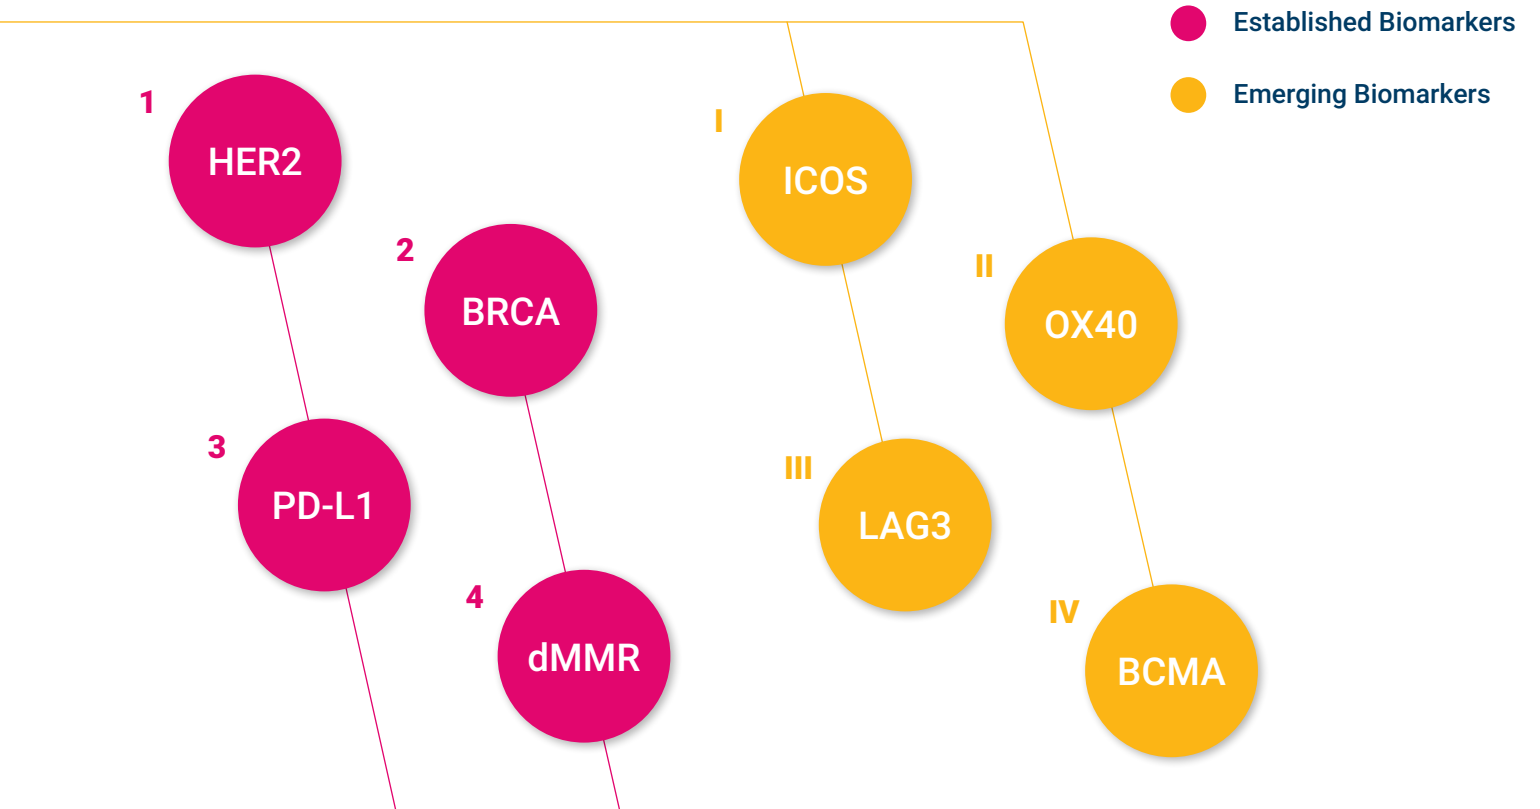 Established Biomarkers
Emerging Biomarkers
1
HER2
2
BRCA
3
PD-L1
4
dMMR
I
ICOS
II
OX40
III
LAG3
IV
BCMA